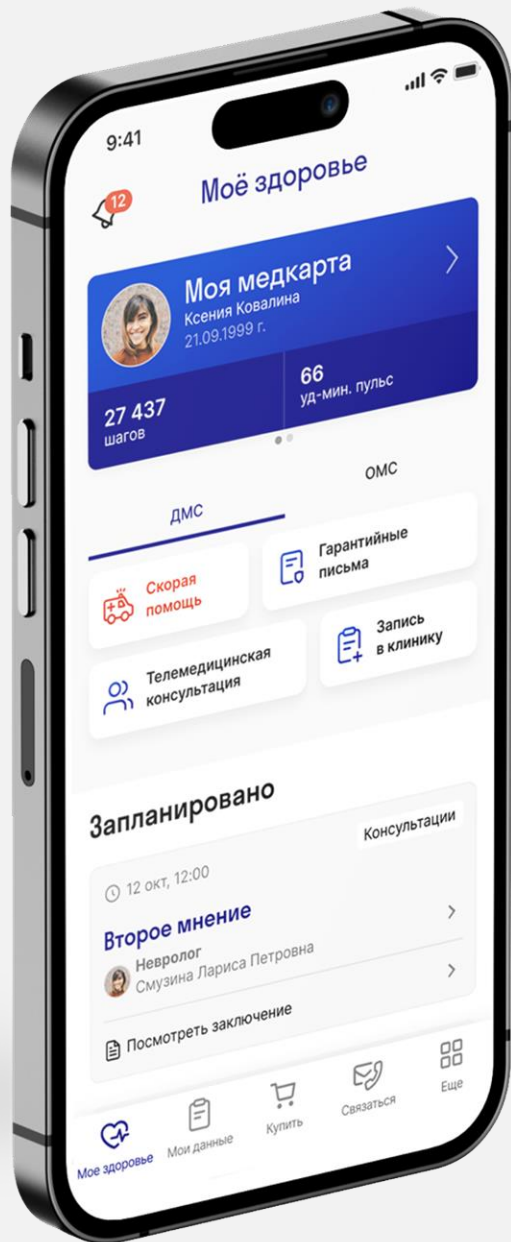 9:41
12
Моё здоровье
Моя медкарта
Ксения Ковалина
21.09.1999 г.
27 437
шагов
66
уд-мин. пульс
ДМС
ОМС
Скорая
помощь
Гарантийные
письма
Телемедицинская
консультация
Запись
в клинику
Запланировано
Консультации
12 окт, 12:00
Второе мнение
Невролог
Смузина Лариса Петровна
Посмотреть заключение
Мое здоровье
Мои данные
Купить
Связаться
Еще